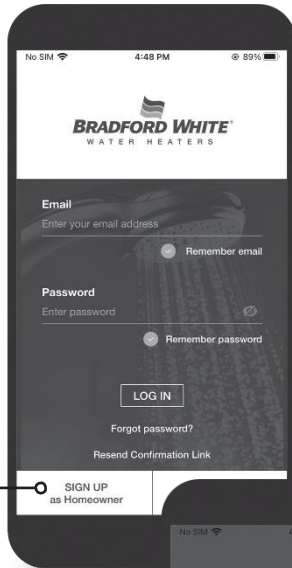 No SIM 4:48 PM 89%
BRADFORD WHITE®
WATER HEATERS
Email
Enter your email address
Remember email
Password
Enter password
Remember password
LOG IN
Forgot password?
Resend Confirmation Link
SIGN UP
as Homeowner
No SIM